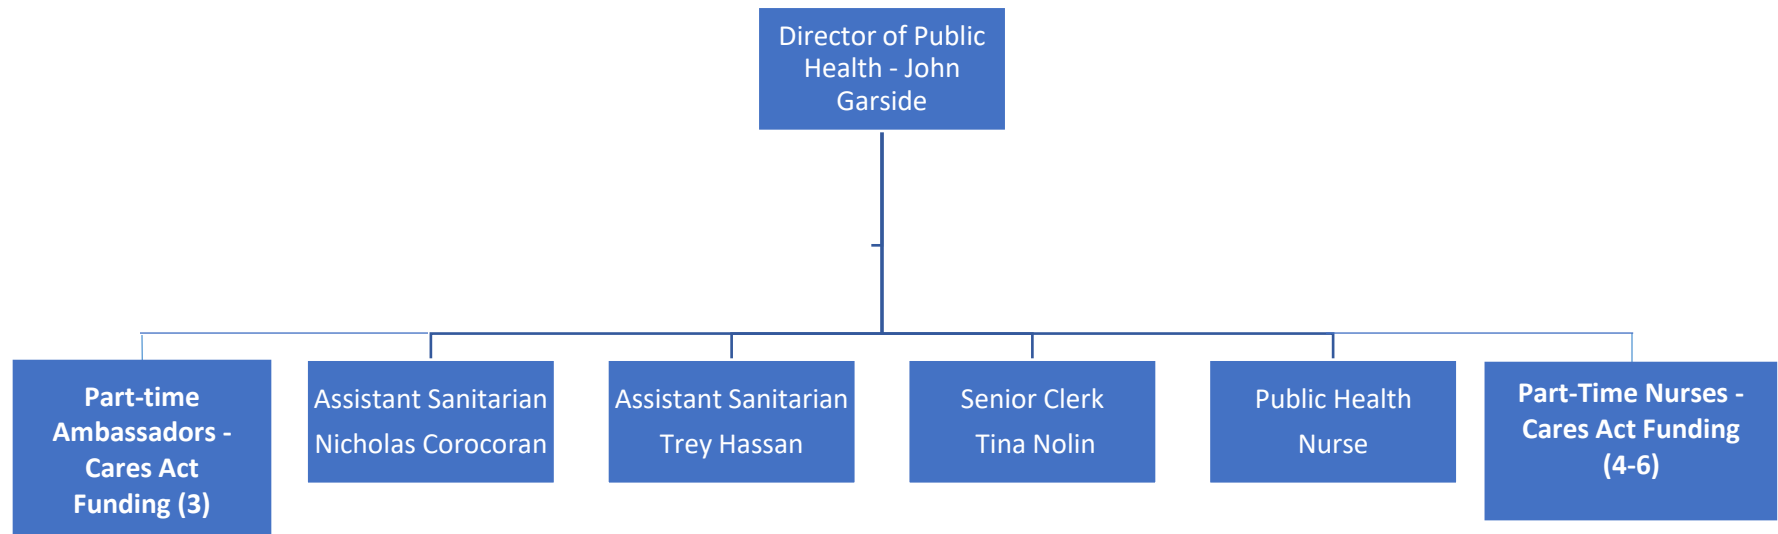 Director of Public
Health - John
Garside
Part-time
Ambassadors -
Cares Act
Funding (3)
Assistant Sanitarian
Nicholas Corocoran
Assistant Sanitarian
Trey Hassan
Senior Clerk
Tina Nolin
Public Health
Nurse
Part-Time Nurses -
Cares Act Funding
(4-6)